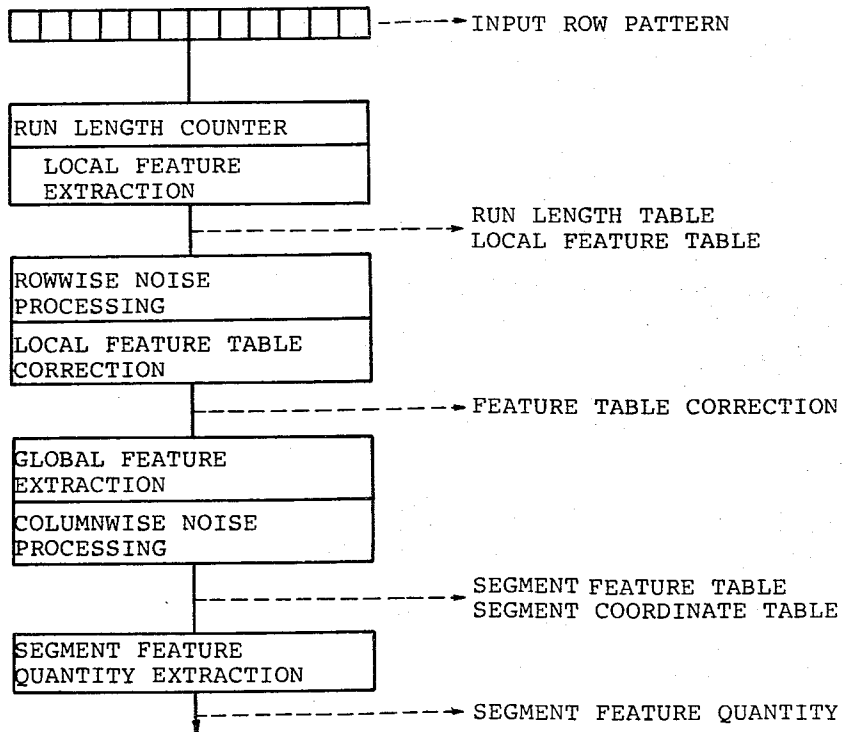 INPUT ROW PATTERN
RUN LENGTH COUNTER
LOCAL FEATURE
EXTRACTION
RUN LENGTH TABLE
LOCAL FEATURE TABLE
ROWWISE NOISE
PROCESSING
LOCAL FEATURE TABLE
CORRECTION
FEATURE TABLE CORRECTION
GLOBAL FEATURE
EXTRACTION
COLUMNWISE NOISE
PROCESSING
SEGMENT FEATURE TABLE
SEGMENT COORDINATE TABLE
SEGMENT FEATURE
QUANTITY EXTRACTION
SEGMENT FEATURE QUANTITY